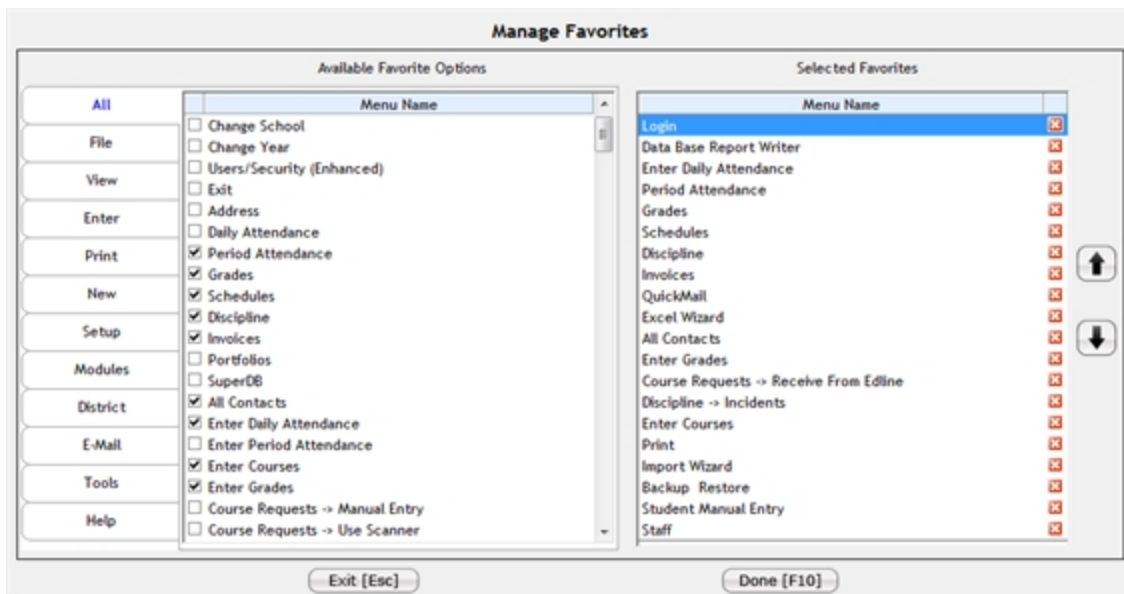 Manage Favorites
Available Favorite Options
Selected Favorites
All
File
View
Enter
Print
New
Setup
Modules
District
E-Mail
Tools
Help
Menu Name
Change School
Change Year
Users/Security (Enhanced)
Exit
Address
Daily Attendance
Period Attendance
Grades
Schedules
Discipline
Invoices
Portfolios
SuperDB
All Contacts
Enter Daily Attendance
Enter Period Attendance
Enter Courses
Enter Grades
Course Requests -> Manual Entry
Course Requests -> Use Scanner
Menu Name
Login
Data Base Report Writer
Enter Daily Attendance
Period Attendance
Grades
Schedules
Discipline
Invoices
QuickMail
Excel Wizard
All Contacts
Enter Grades
Course Requests -> Receive From Edline
Discipline -> Incidents
Enter Courses
Print
Import Wizard
Backup Restore
Student Manual Entry
Staff
Exit [Esc]
Done [F10]